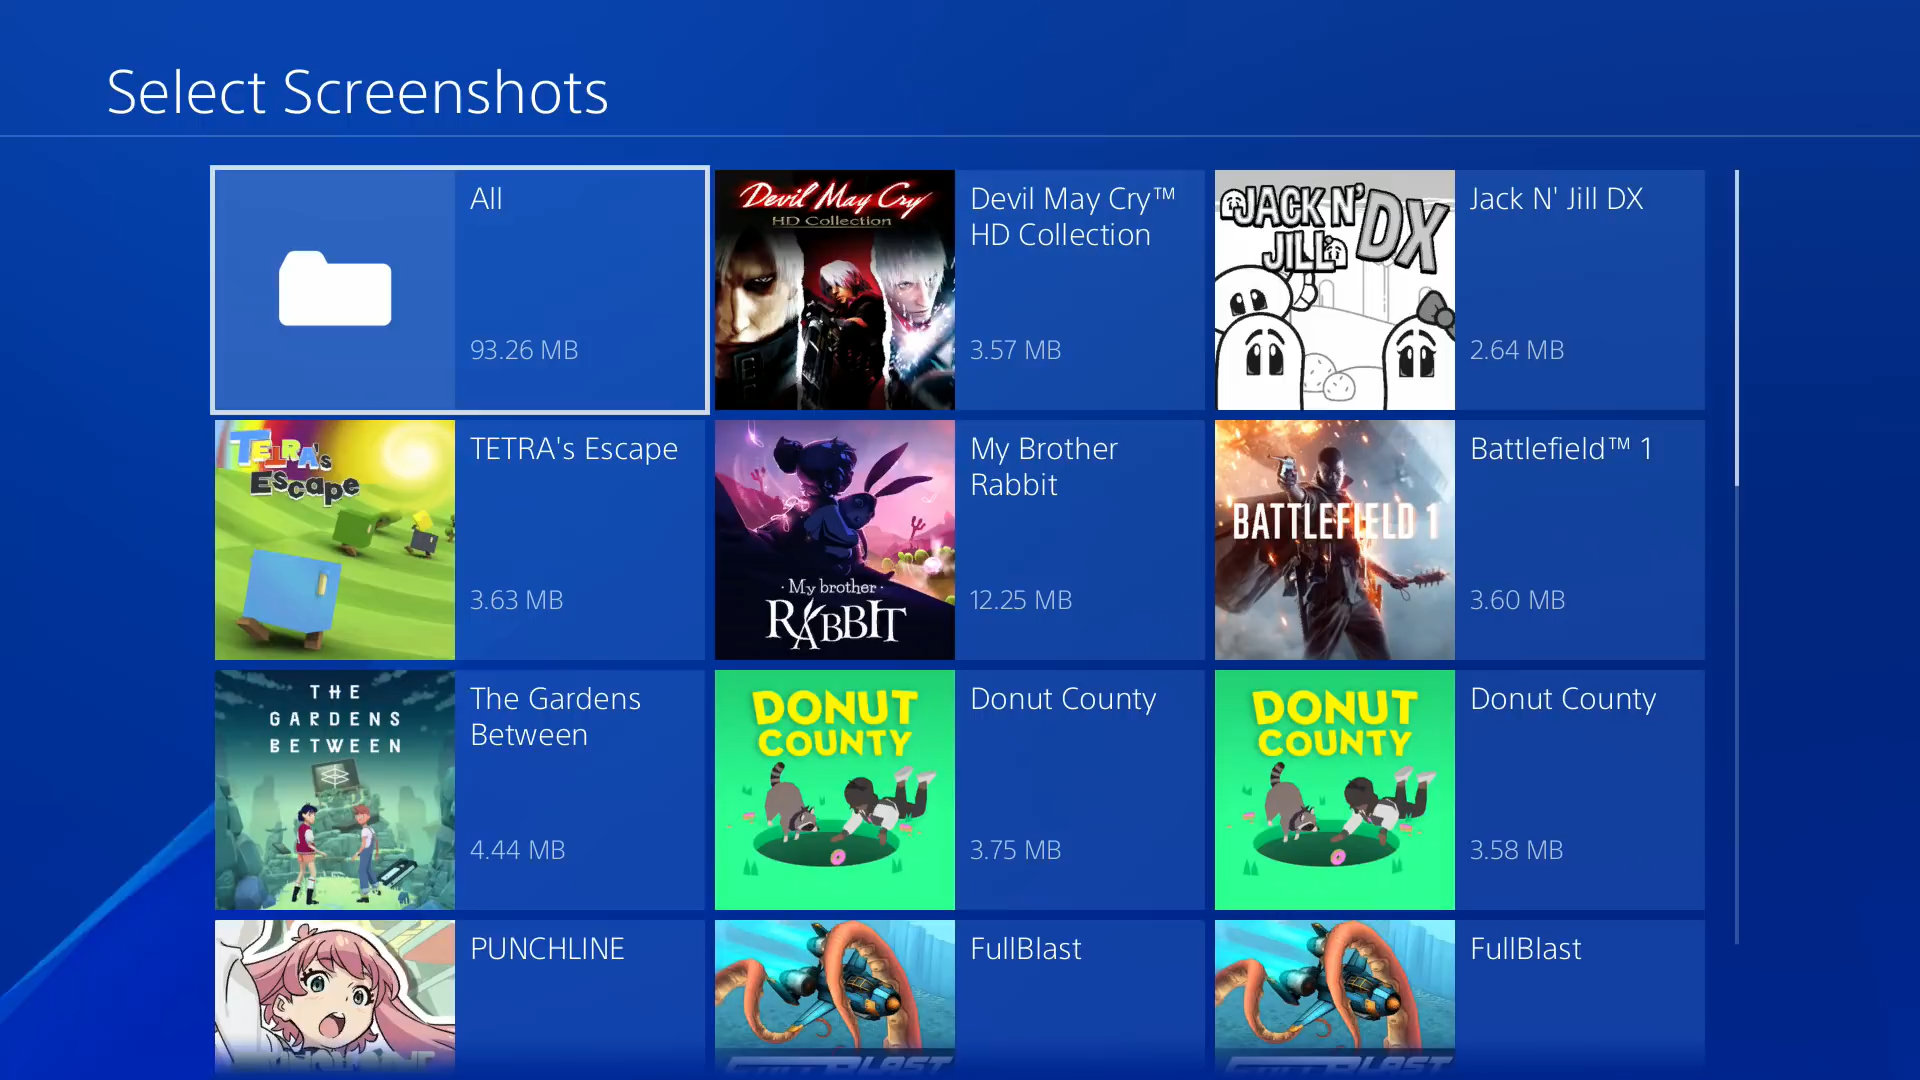 Select Screenshots
All
93.26 MB
Devil May Cry
HD Collection
Devil May Cry™
HD Collection
3.57 MB
JACK N'
JILL DX
Jack N' Jill DX
2.64 MB
TETRA's
Escape
TETRA's Escape
3.63 MB
· My brother ·
RABBIT
My Brother
Rabbit
12.25 MB
BATTLEFIELD 1
Battlefield™ 1
3.60 MB
THE
GARDENS
BETWEEN
The Gardens
Between
4.44 MB
DONUT
COUNTY
Donut County
3.75 MB
DONUT
COUNTY
Donut County
3.58 MB
PUNCHLINE
FullBlast
FullBlast